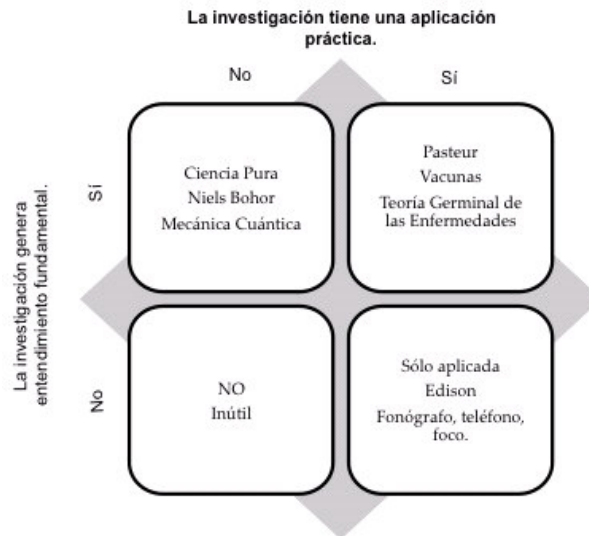 La investigación tiene una aplicación
práctica.
No
Sí
La investigación genera
entendimiento fundamental.
Sí
Ciencia Pura
Niels Bohor
Mecánica Cuántica
Pasteur
Vacunas
Teoría Germinal de
las Enfermedades
No
NO
Inútil
Sólo aplicada
Edison
Fonógrafo, teléfono,
foco.